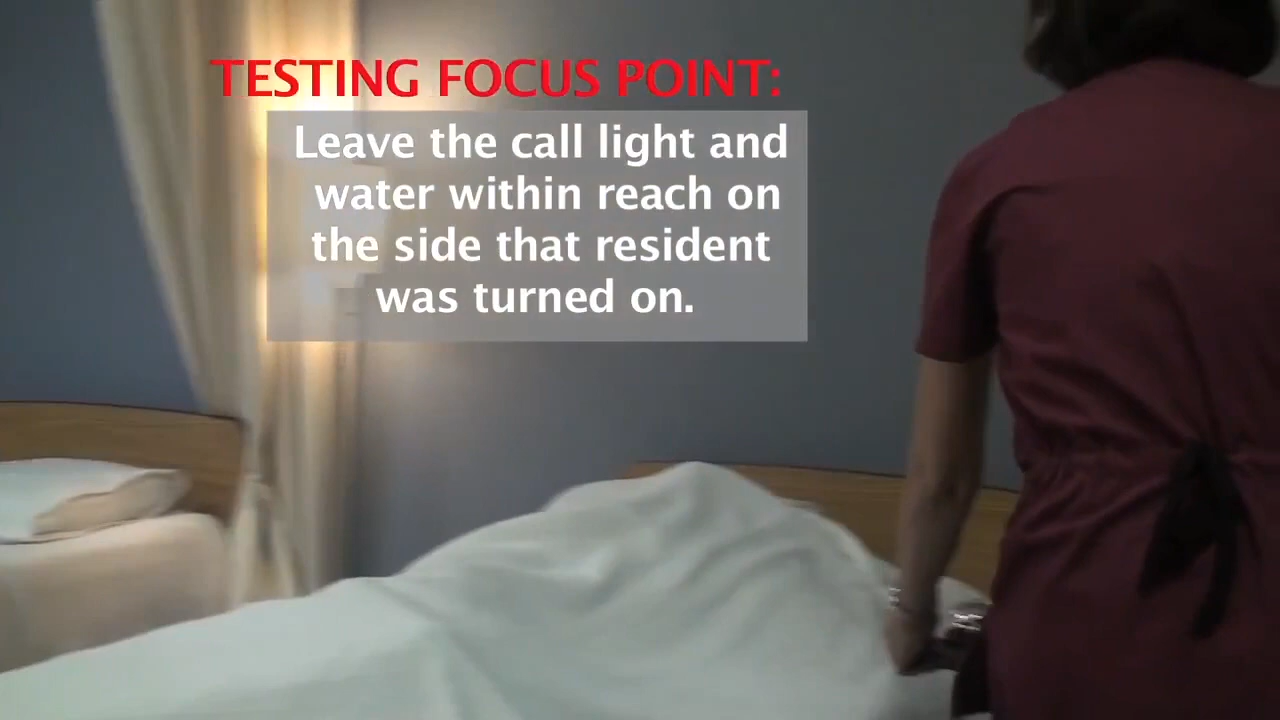 TESTING FOCUS POINT:
Leave the call light and
water within reach on
the side that resident
was turned on.